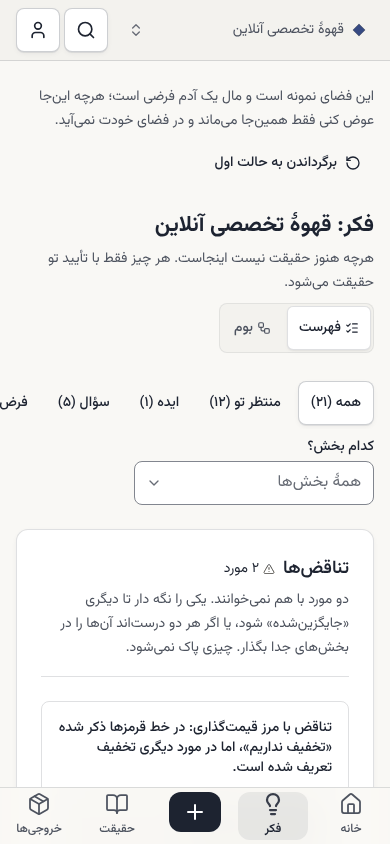 قهوهٔ تخصصی آنلاین
این فضای نمونه است و مال یک آدم فرضی است؛ هرچه این‌جا
عوض کنی فقط همین‌جا می‌ماند و در فضای خودت نمی‌آید.
برگرداندن به حالت اول
فکر: قهوهٔ تخصصی آنلاین
هرچه هنوز حقیقت نیست اینجاست. هر چیز فقط با تأیید تو
حقیقت می‌شود.
فهرست
بوم
همه (۲۱)
منتظر تو (۱۲)
ایده (۱)
سؤال (۵)
فرض
کدام بخش؟
همهٔ بخش‌ها
تناقض‌ها
۲ مورد
دو مورد با هم نمی‌خوانند. یکی را نگه دار تا دیگری
«جایگزین‌شده» شود، یا اگر هر دو درست‌اند آن‌ها را در
بخش‌های جدا بگذار. چیزی پاک نمی‌شود.
تناقض با مرز قیمت‌گذاری: در خط قرمزها ذکر شده
«تخفیف نداریم»، اما در مورد دیگری تخفیف
تعریف شده است.
خانه
فکر
حقیقت
خروجی‌ها